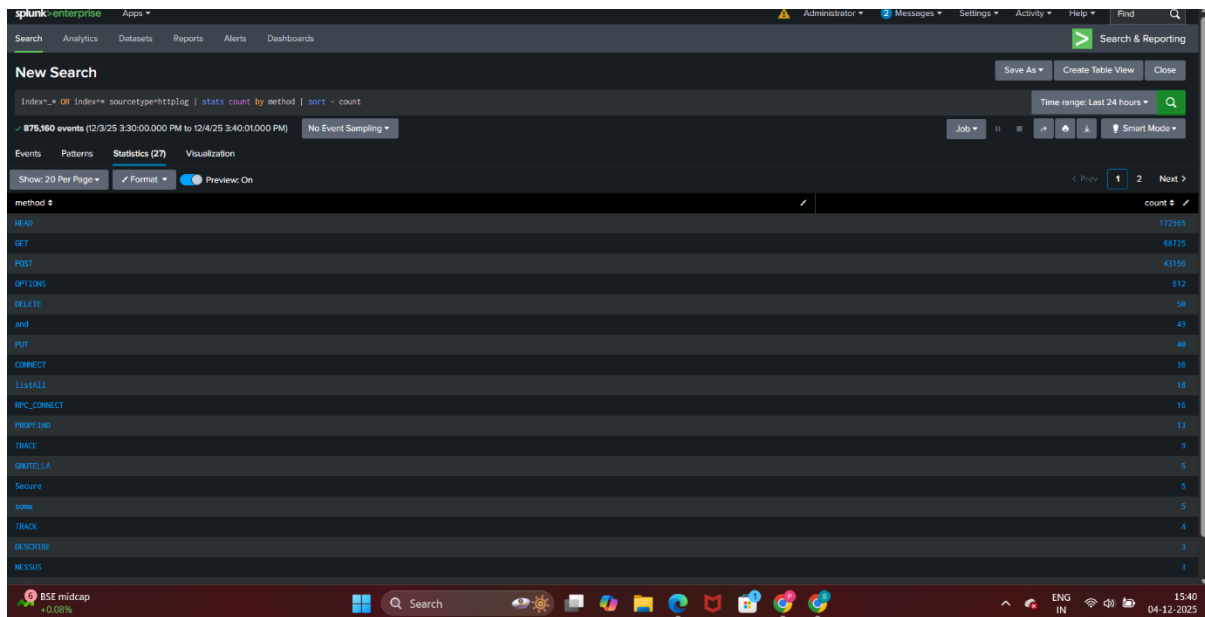 splunk>enterprise Apps ▾ Administrator ▾ 2 Messages ▾ Settings ▾ Activity ▾ Help ▾ Find
Search Analytics Datasets Reports Alerts Dashboards Search & Reporting
New Search Save As ▾ Create Table View Close
index=_* OR index=* sourcetype=httplog | stats count by method | sort - count Time range: Last 24 hours ▾
✓ 875,160 events (12/3/25 3:30:00.000 PM to 12/4/25 3:40:01.000 PM) No Event Sampling ▾ Job ▾ Smart Mode ▾
Events Patterns Statistics (27) Visualization
Show: 20 Per Page ▾ Format ▾ Preview: On < Prev 1 2 Next >
method count
HEAD 172565
GET 68725
POST 43156
OPTIONS 612
DELETE 50
and 49
PUT 40
CONNECT 36
listAll 18
RPC_CONNECT 16
PROPFIND 13
TRACE 9
GNUTELLA 5
Secure 5
some 5
TRACK 4
DESCRIBE 3
NESSUS 3
6 BSE midcap Search ENG 15:40
+0.08% IN 04-12-2025